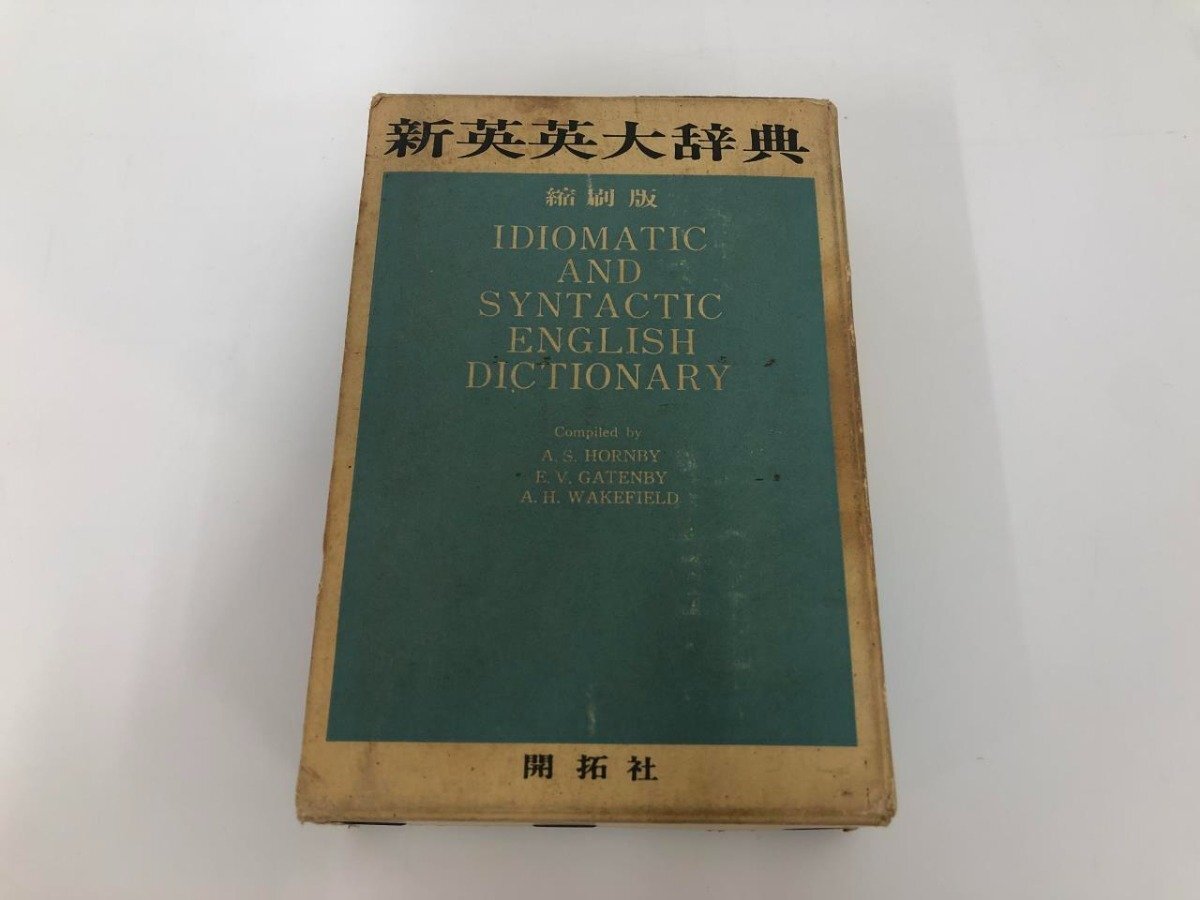 新英英大辞典
縮刷版
IDIOMATIC
AND
SYNTACTIC
ENGLISH
DICTIONARY
Compiled by
A. S. HORNBY
E. V. GATENBY
A. H. WAKEFIELD
開拓社